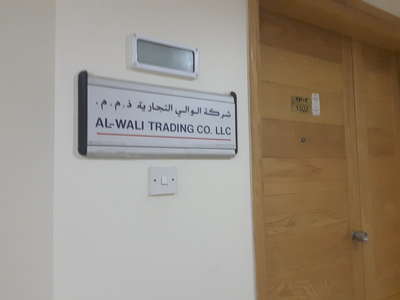 شركة الوالي التجارية ذ.م.م.
AL-WALI TRADING CO. LLC